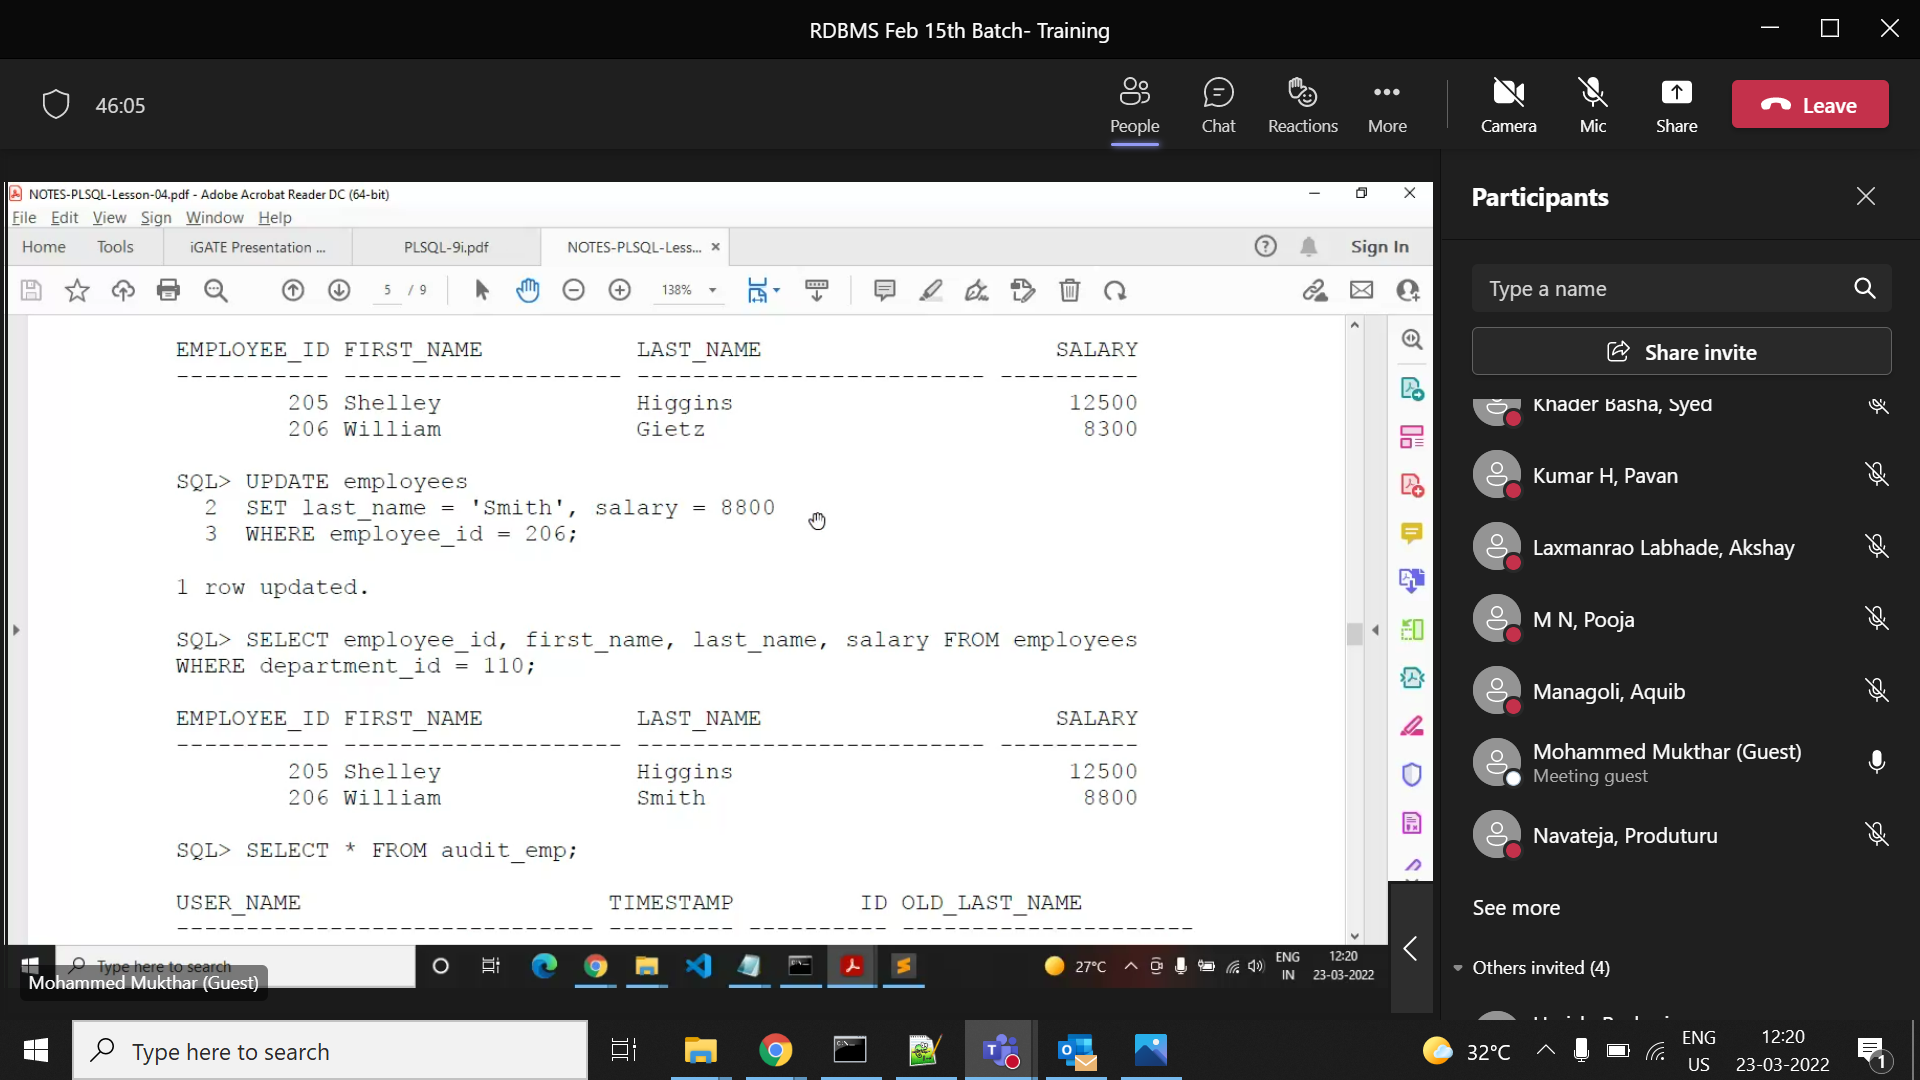 RDBMS Feb 15th Batch- Training
46:05
People
Chat
Reactions
More
Camera
Mic
Share
Leave
NOTES-PLSQL-Lesson-04.pdf - Adobe Acrobat Reader DC (64-bit)
File Edit View Sign Window Help
Home Tools iGATE Presentation ... PLSQL-9i.pdf NOTES-PLSQL-Less... × Sign In
5 / 9 138%
EMPLOYEE_ID FIRST_NAME LAST_NAME SALARY
----------- -------------------- ------------------------- ----------
205 Shelley Higgins 12500
206 William Gietz 8300
SQL> UPDATE employees
2 SET last_name = 'Smith', salary = 8800
3 WHERE employee_id = 206;
1 row updated.
SQL> SELECT employee_id, first_name, last_name, salary FROM employees
WHERE department_id = 110;
EMPLOYEE_ID FIRST_NAME LAST_NAME SALARY
----------- -------------------- ------------------------- ----------
205 Shelley Higgins 12500
206 William Smith 8800
SQL> SELECT * FROM audit_emp;
USER_NAME TIMESTAMP ID OLD_LAST_NAME
------------------------------ --------- ---------- ---------------------
Type here to search
27°C
ENG
IN
12:20
23-03-2022
Mohammed Mukthar (Guest)
Participants
Type a name
Share invite
Khader Basha, Syed
Kumar H, Pavan
Laxmanrao Labhade, Akshay
M N, Pooja
Managoli, Aquib
Mohammed Mukthar (Guest)
Meeting guest
Navateja, Produturu
See more
Others invited (4)
Type here to search
32°C
ENG
US
12:20
23-03-2022
1